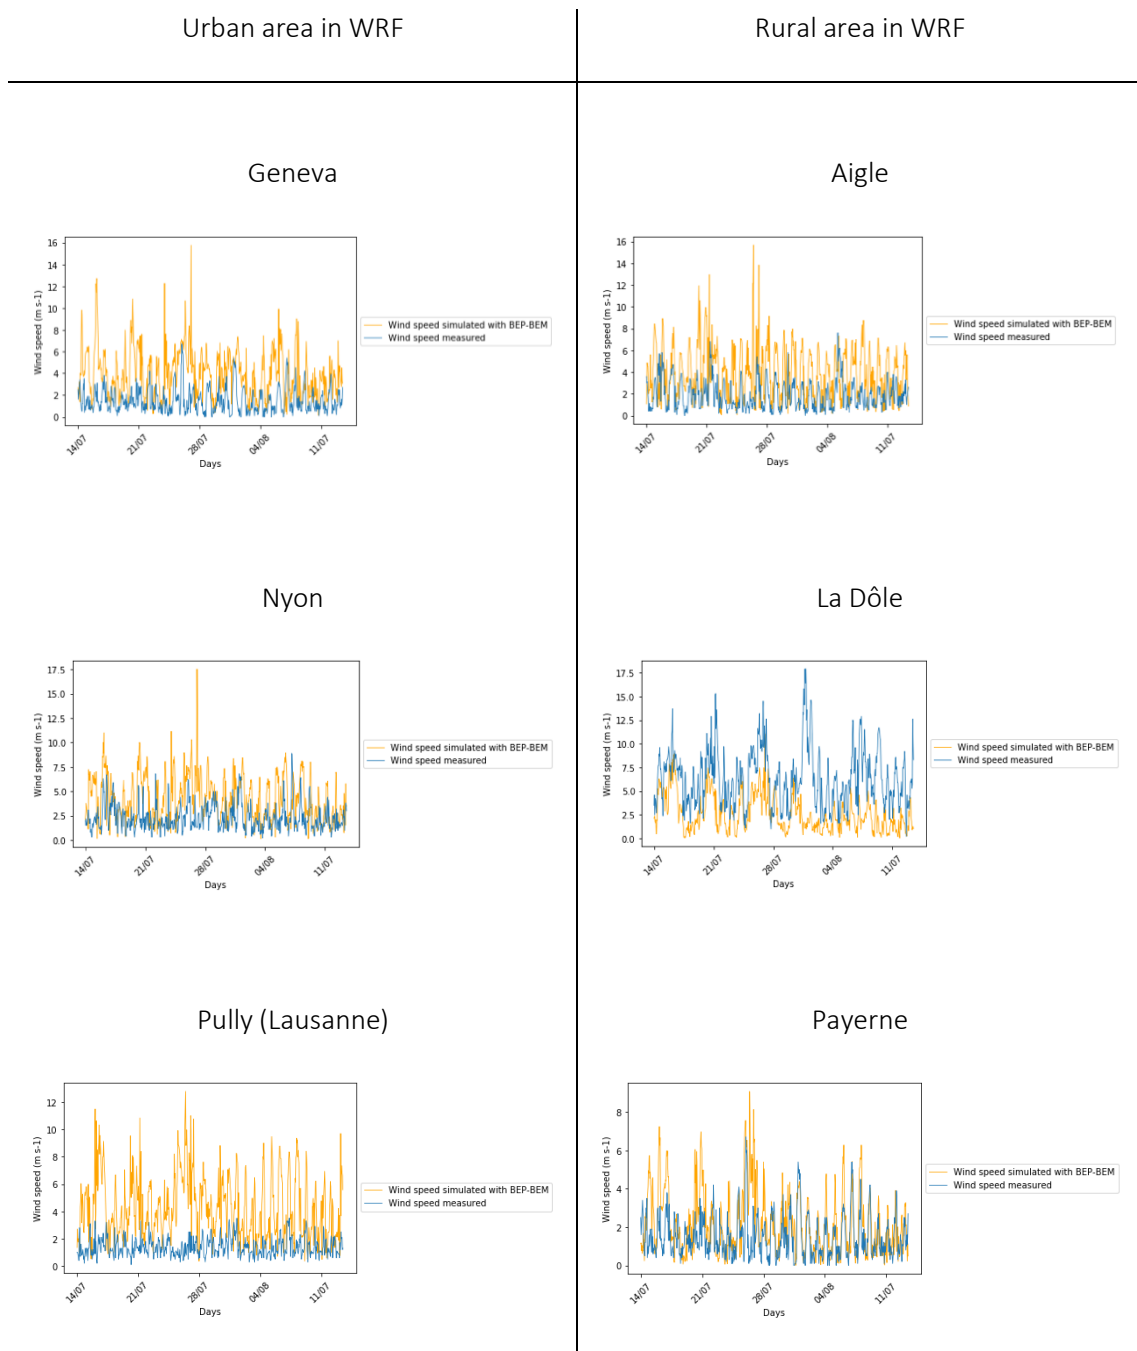 Urban area in WRF
Rural area in WRF
Geneva
16
14
12
10
8
6
4
2
0
Wind speed (m s-1)
14/07
21/07
28/07
04/08
11/07
Days
Wind speed simulated with BEP-BEM
Wind speed measured
Aigle
16
14
12
10
8
6
4
2
0
Wind speed (m s-1)
14/07
21/07
28/07
04/08
11/07
Days
Wind speed simulated with BEP-BEM
Wind speed measured
Nyon
17.5
15.0
12.5
10.0
7.5
5.0
2.5
0.0
Wind speed (m s-1)
14/07
21/07
28/07
04/08
11/07
Days
Wind speed simulated with BEP-BEM
Wind speed measured
La Dôle
17.5
15.0
12.5
10.0
7.5
5.0
2.5
0.0
Wind speed (m s-1)
14/07
21/07
28/07
04/08
11/07
Days
Wind speed simulated with BEP-BEM
Wind speed measured
Pully (Lausanne)
12
10
8
6
4
2
0
Wind speed (m s-1)
14/07
21/07
28/07
04/08
11/07
Days
Wind speed simulated with BEP-BEM
Wind speed measured
Payerne
8
6
4
2
0
Wind speed (m s-1)
14/07
21/07
28/07
04/08
11/07
Days
Wind speed simulated with BEP-BEM
Wind speed measured